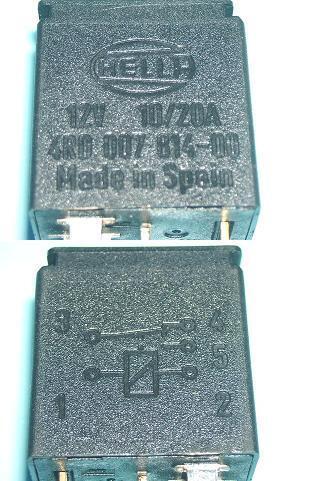 HELLA
12V 10/20A
4RD 007 814-00
Made in Spain
3 4
5
1 2